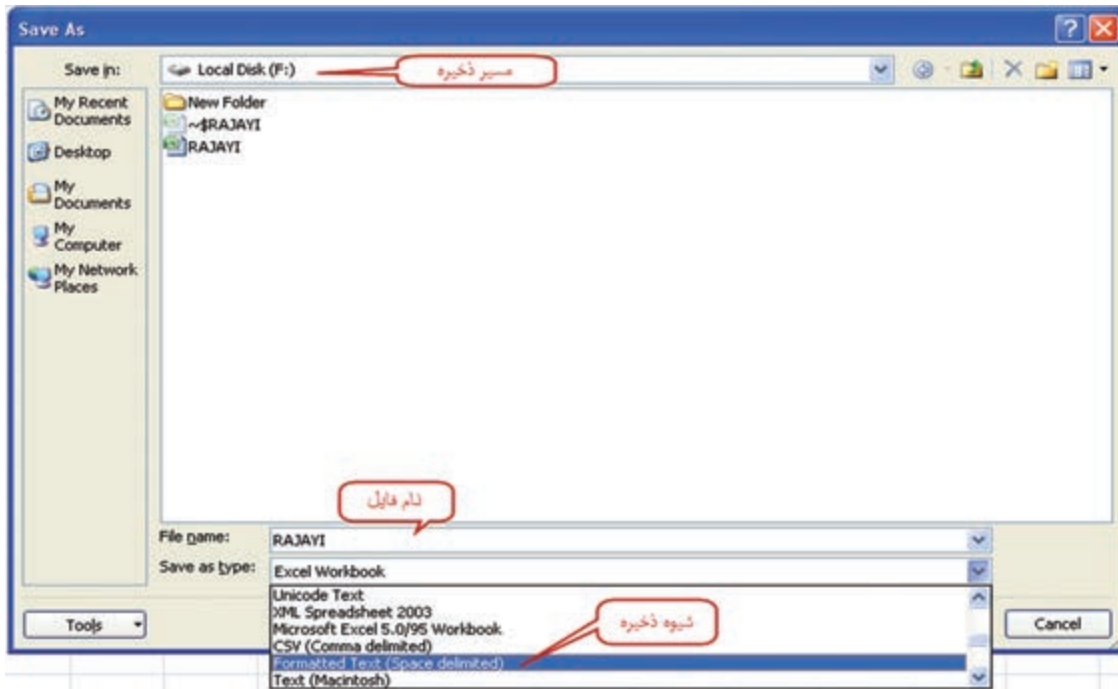 Save As
Save in:
Local Disk (F:)
مسیر ذخیره
My Recent
Documents
Desktop
My
Documents
My
Computer
My Network
Places
New Folder
~$RAJAYI
RAJAYI
نام فایل
File name:
RAJAYI
Save as type:
Excel Workbook
Unicode Text
XML Spreadsheet 2003
Microsoft Excel 5.0/95 Workbook
CSV (Comma delimited)
Formatted Text (Space delimited)
Text (Macintosh)
شیوه ذخیره
Tools
Cancel